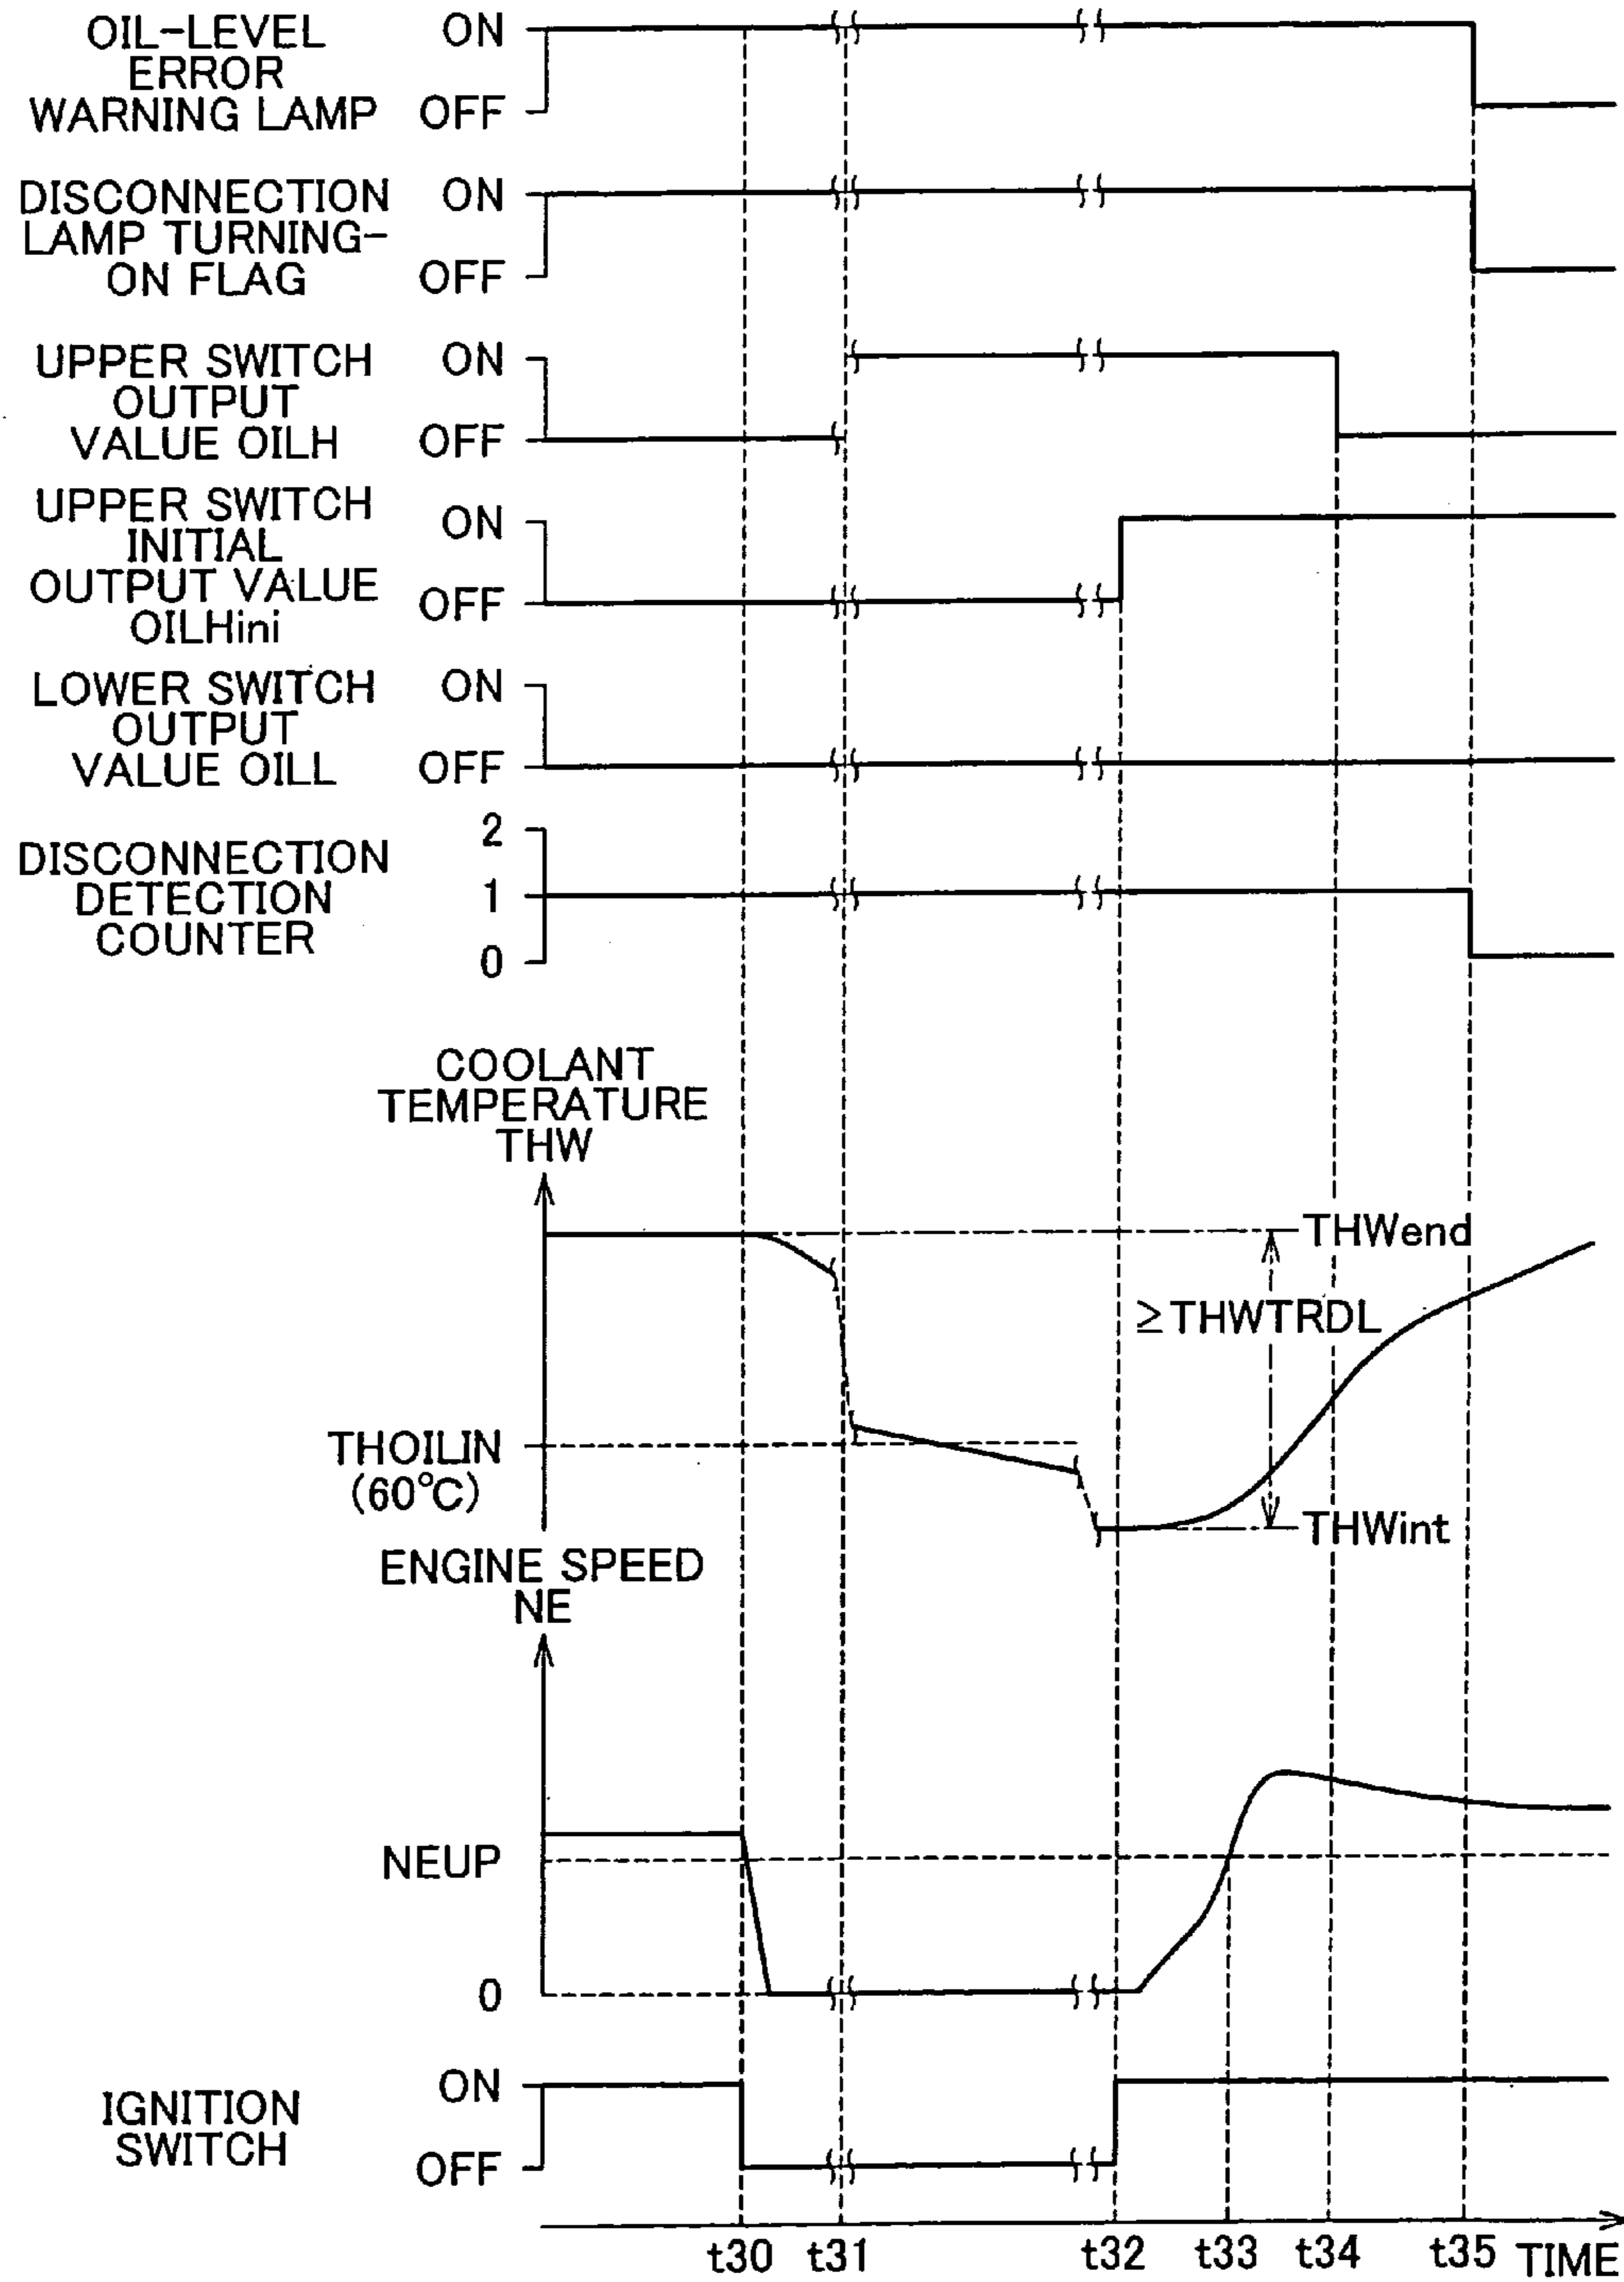 OIL-LEVEL
ERROR
WARNING LAMP
ON
OFF
DISCONNECTION
LAMP TURNING-
ON FLAG
ON
OFF
UPPER SWITCH
OUTPUT
VALUE OILH
ON
OFF
UPPER SWITCH
INITIAL
OUTPUT VALUE
OILHini
ON
OFF
LOWER SWITCH
OUTPUT
VALUE OILL
ON
OFF
DISCONNECTION
DETECTION
COUNTER
2
1
0
COOLANT
TEMPERATURE
THW
THWend
≥THWTRDL
THOILIN
(60°C)
THWint
ENGINE SPEED
NE
NEUP
0
IGNITION
SWITCH
ON
OFF
t30 t31 t32 t33 t34 t35 TIME